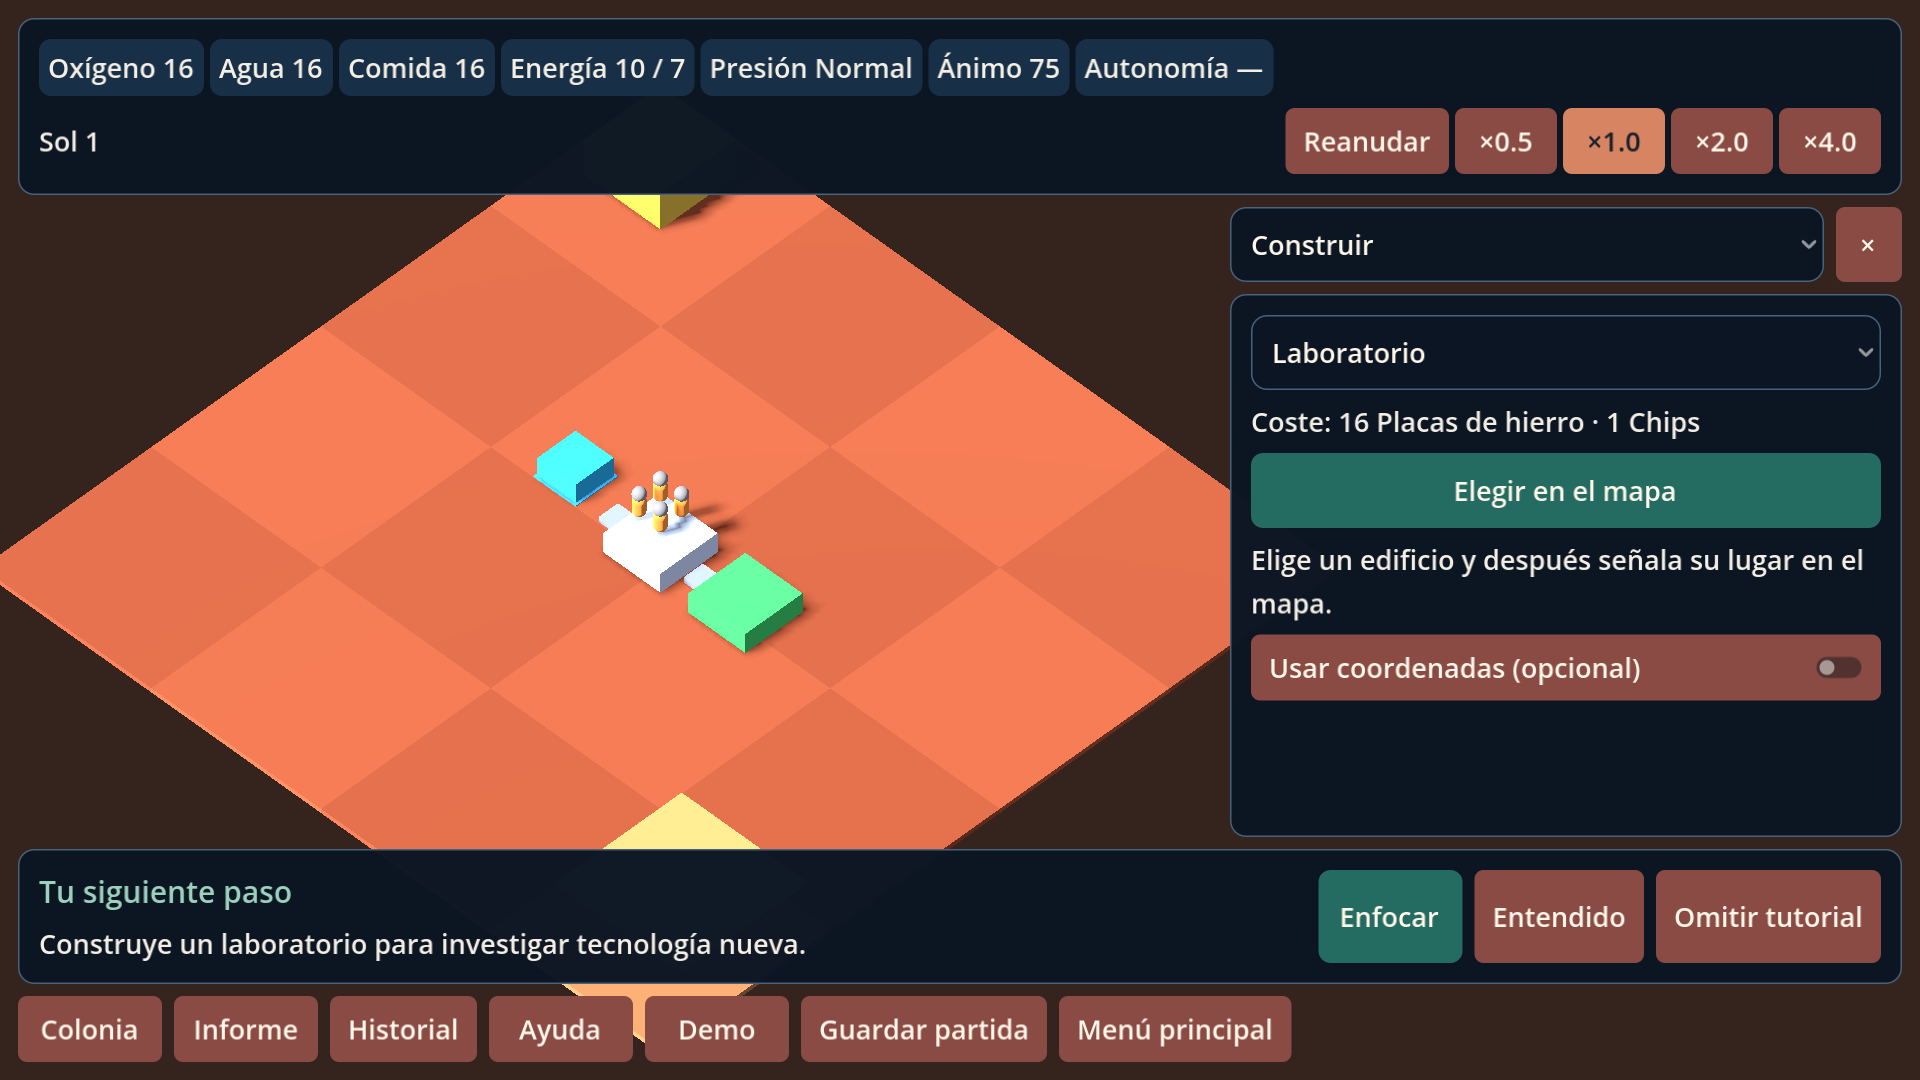 Oxígeno 16 Agua 16 Comida 16 Energía 10 / 7 Presión Normal Ánimo 75 Autonomía —
Sol 1
Reanudar ×0.5 ×1.0 ×2.0 ×4.0
Construir ×
Laboratorio
Coste: 16 Placas de hierro · 1 Chips
Elegir en el mapa
Elige un edificio y después señala su lugar en el
mapa.
Usar coordenadas (opcional)
Tu siguiente paso
Construye un laboratorio para investigar tecnología nueva.
Enfocar Entendido Omitir tutorial
Colonia Informe Historial Ayuda Demo Guardar partida Menú principal